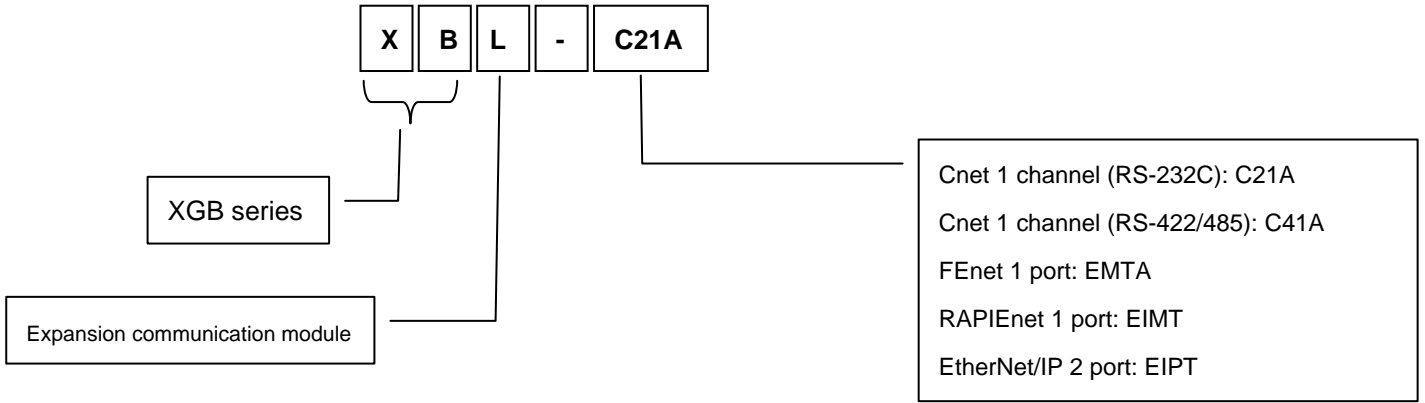 X B L - C21A
XGB series
Expansion communication module
Cnet 1 channel (RS-232C): C21A
Cnet 1 channel (RS-422/485): C41A
FEnet 1 port: EMTA
RAPIEnet 1 port: EIMT
EtherNet/IP 2 port: EIPT